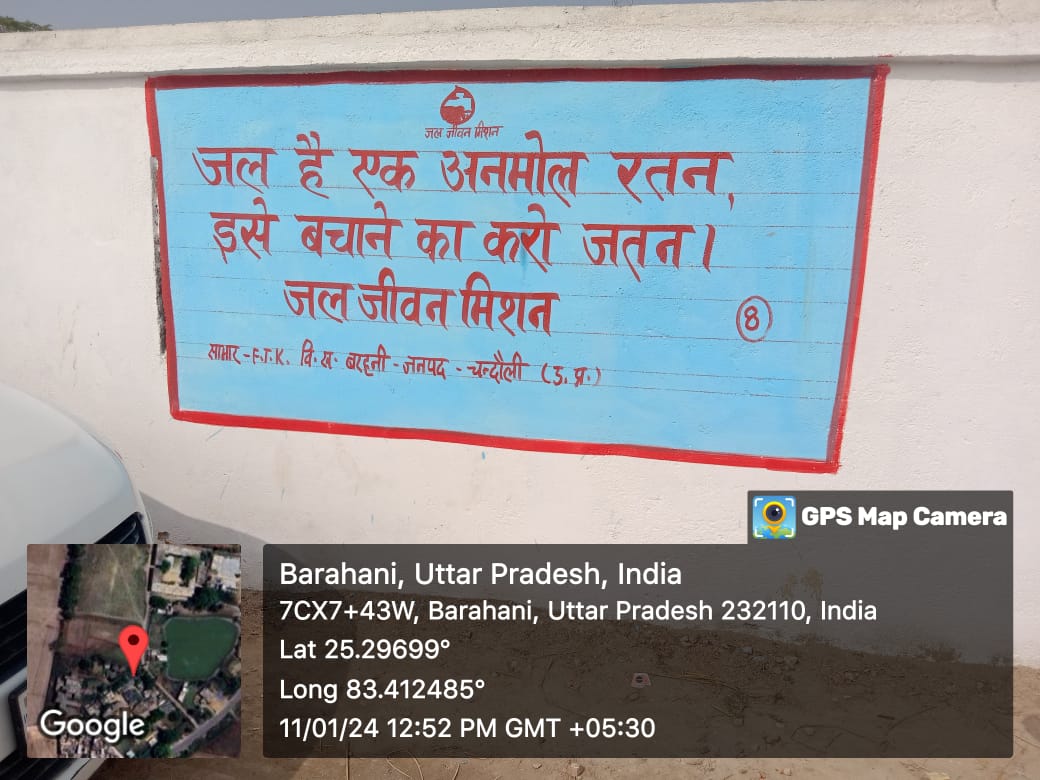 जल जीवन मिशन
जल है एक अनमोल रतन,
इसे बचाने का करो जतन।
जल जीवन मिशन
8
साभार-F.T.K. वि.ख. बरहनी-जनपद-चन्दौली (उ.प्र.)
GPS Map Camera
Barahani, Uttar Pradesh, India
7CX7+43W, Barahani, Uttar Pradesh 232110, India
Lat 25.29699°
Long 83.412485°
11/01/24 12:52 PM GMT +05:30
Google